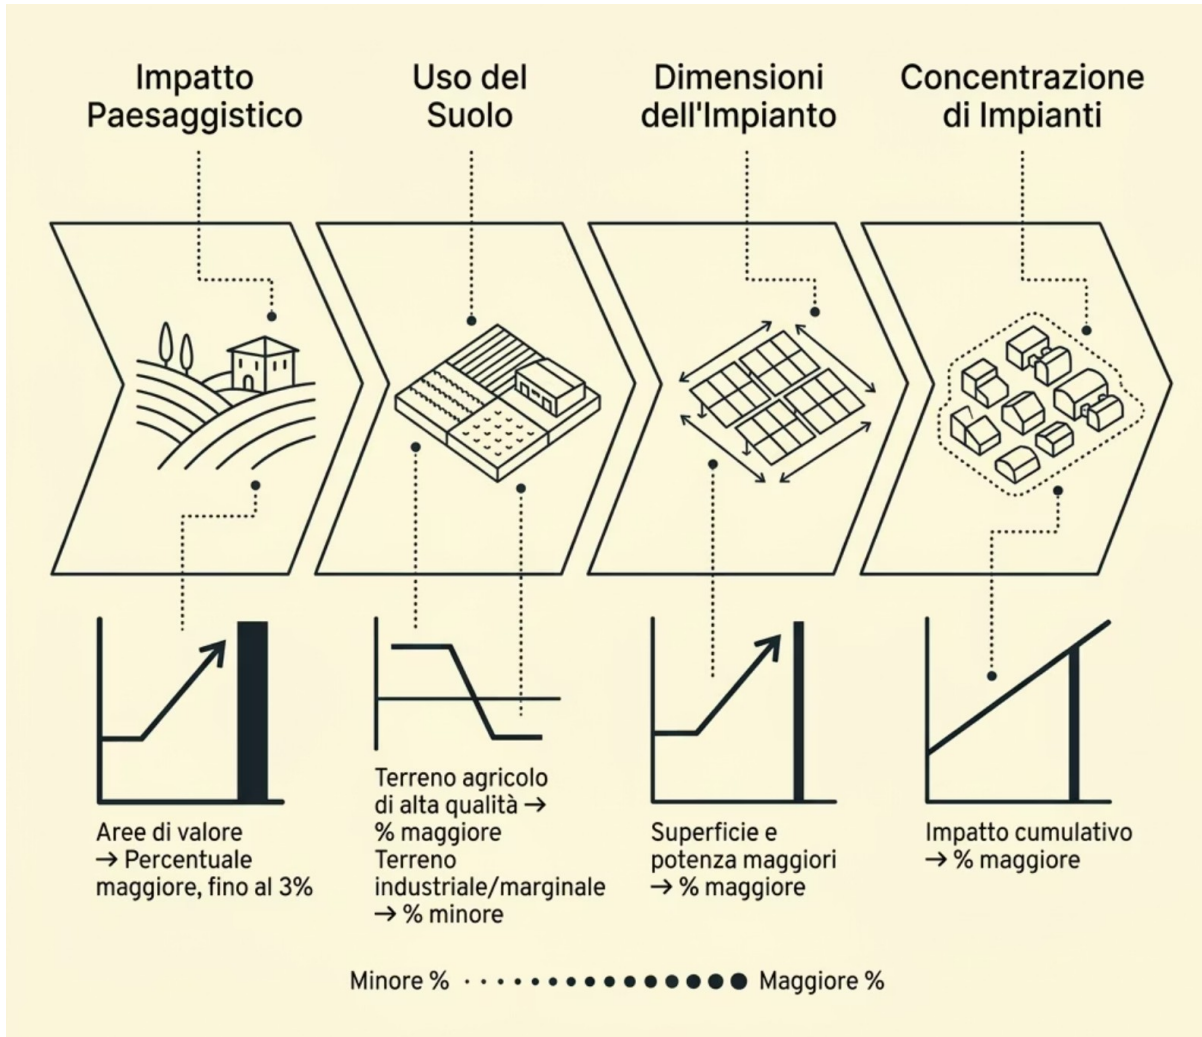 Impatto
Paesaggistico
Uso del
Suolo
Dimensioni
dell'Impianto
Concentrazione
di Impianti
Aree di valore
→ Percentuale
maggiore, fino al 3%
Terreno agricolo
di alta qualità →
% maggiore
Terreno
industriale/marginale
→ % minore
Superficie e
potenza maggiori
→ % maggiore
Impatto cumulativo
→ % maggiore
Minore %
Maggiore %